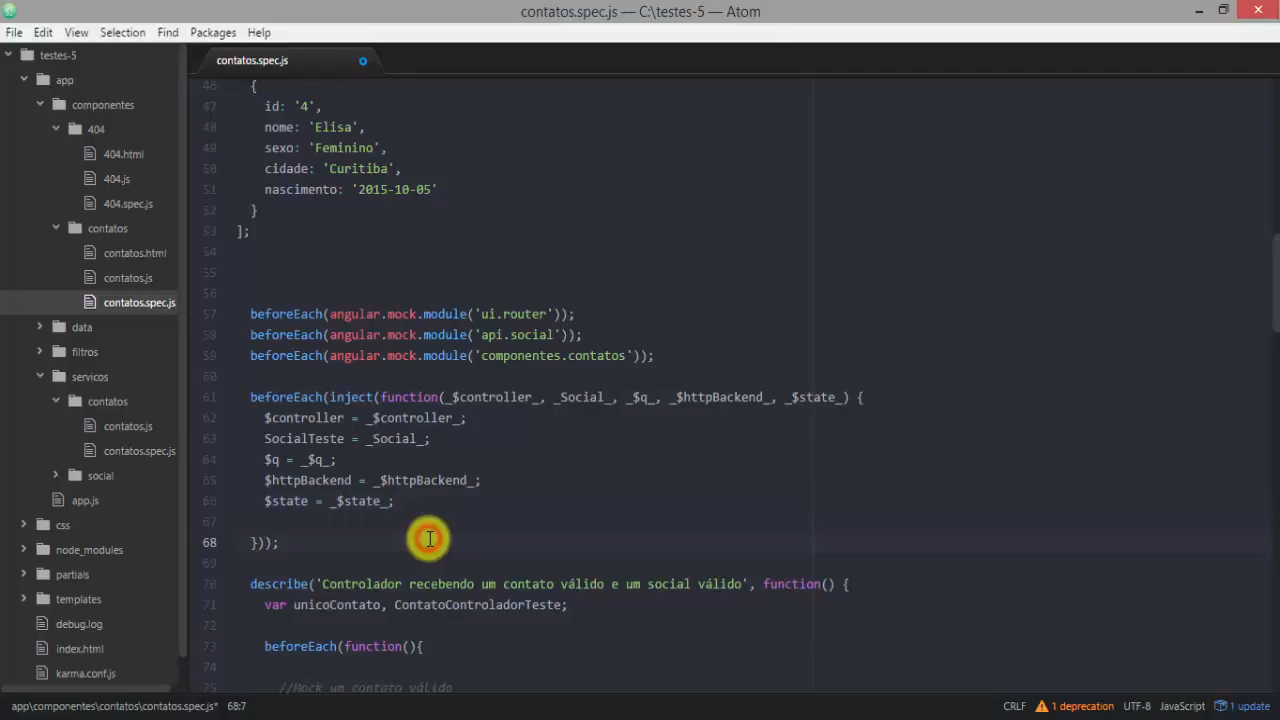 contatos.spec.js — C:\testes-5 — Atom
File Edit View Selection Find Packages Help
testes-5
app
componentes
404
404.html
404.js
404.spec.js
contatos
contatos.html
contatos.js
contatos.spec.js
data
filtros
servicos
contatos
contatos.js
contatos.spec.js
social
app.js
css
node_modules
partiais
templates
debug.log
index.html
karma.conf.js
contatos.spec.js
46 {
47 id: '4',
48 nome: 'Elisa',
49 sexo: 'Feminino',
50 cidade: 'Curitiba',
51 nascimento: '2015-10-05'
52 }
53 ];
54
55
56
57 beforeEach(angular.mock.module('ui.router'));
58 beforeEach(angular.mock.module('api.social'));
59 beforeEach(angular.mock.module('componentes.contatos'));
60
61 beforeEach(inject(function(_$controller_, _Social_, _$q_, _$httpBackend_, _$state_) {
62 $controller = _$controller_;
63 SocialTeste = _Social_;
64 $q = _$q_;
65 $httpBackend = _$httpBackend_;
66 $state = _$state_;
67
68 }));
69
70 describe('Controlador recebendo um contato válido e um social válido', function() {
71 var unicoContato, ContatoControladorTeste;
72
73 beforeEach(function(){
74
75 //Mock um contato válido
app\componentes\contatos\contatos.spec.js* 68:7
CRLF 1 deprecation UTF-8 JavaScript 1 update